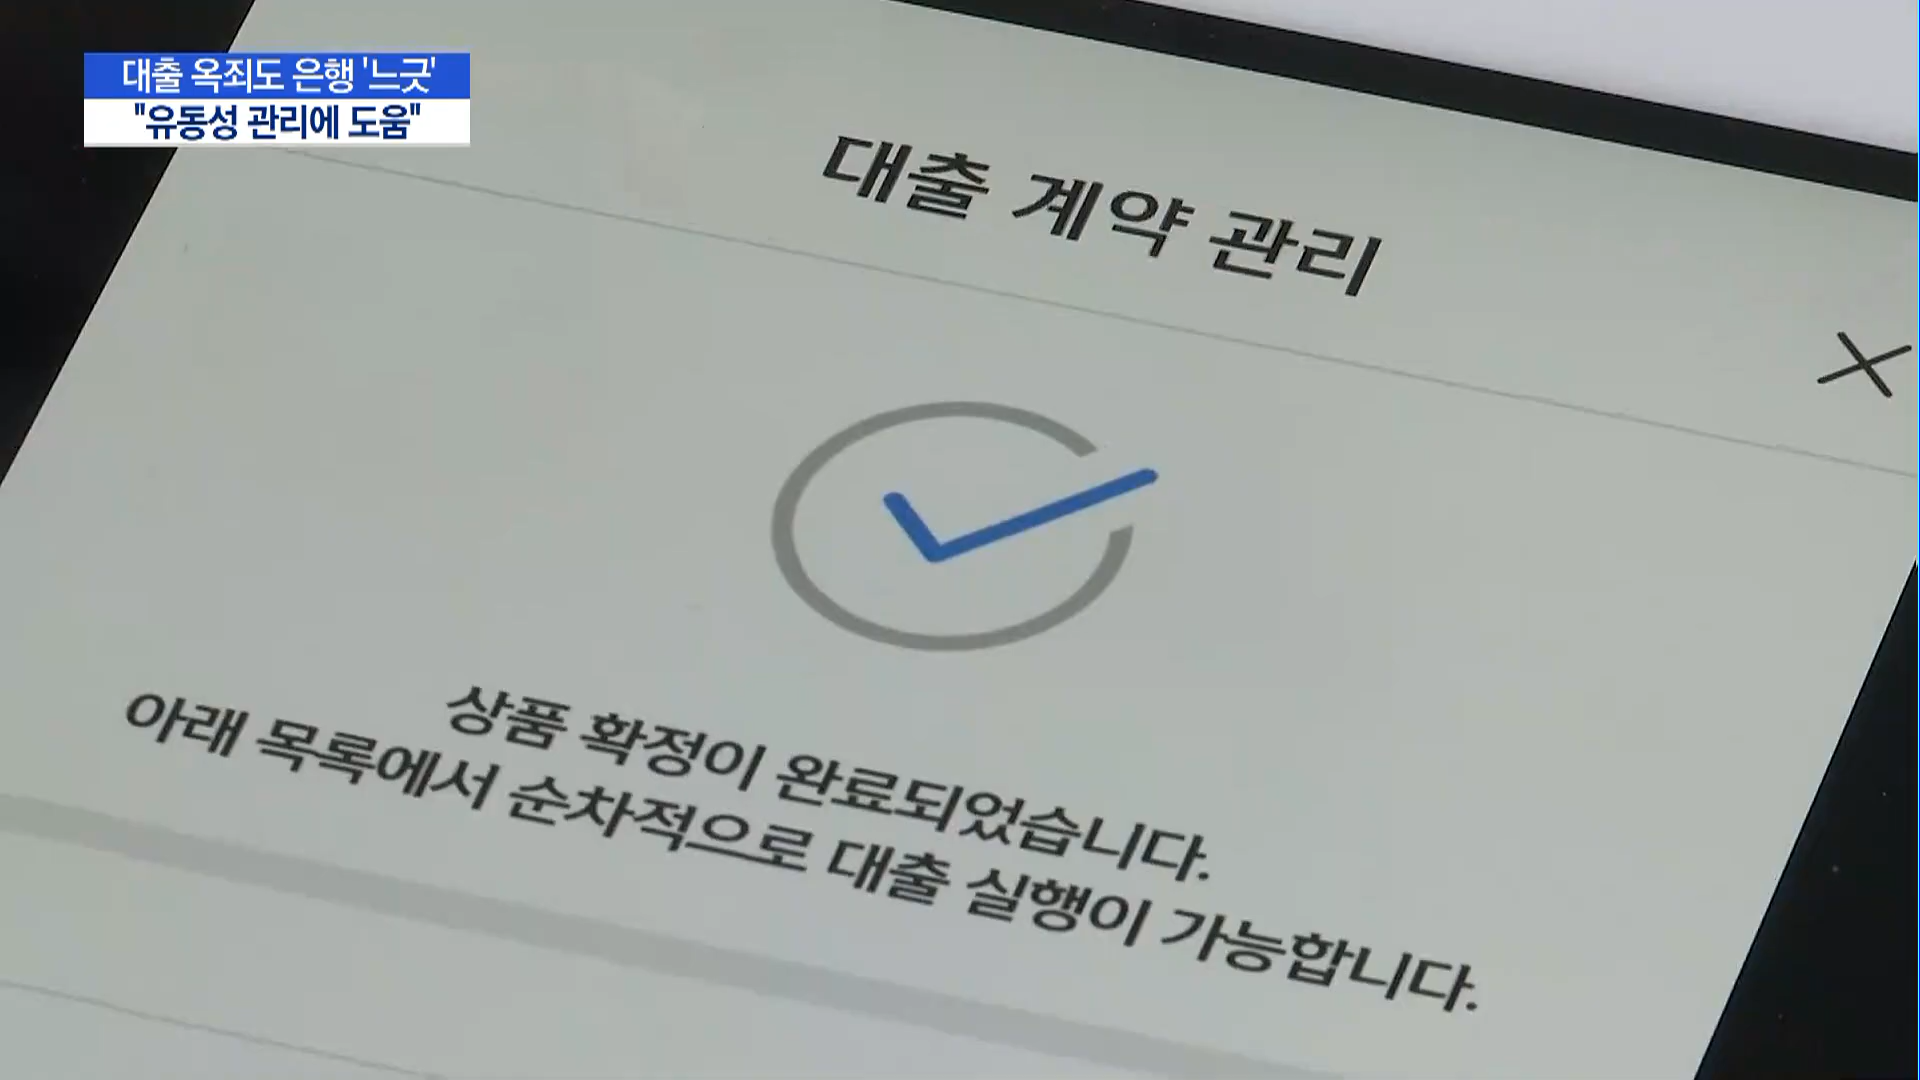 대출 옥죄도 은행 '느긋'
"유동성 관리에 도움"
대출 계약 관리
상품 확정이 완료되었습니다.
아래 목록에서 순차적으로 대출 실행이 가능합니다.